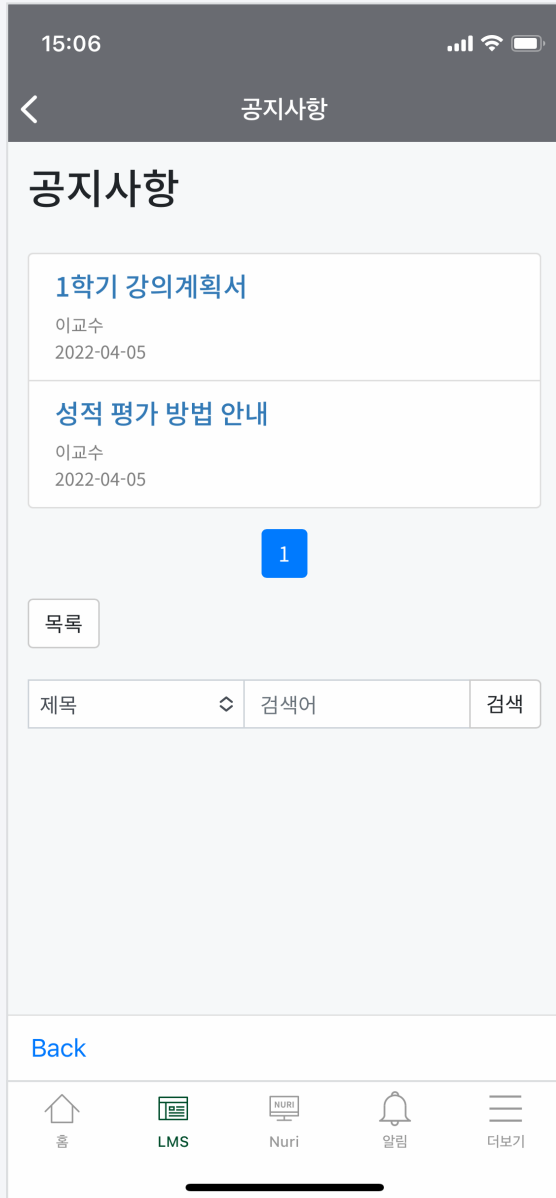 15:06
공지사항
공지사항
1학기 강의계획서
이교수
2022-04-05
성적 평가 방법 안내
이교수
2022-04-05
1
목록
제목 검색어 검색
Back
NURI
홈 LMS Nuri 알림 더보기